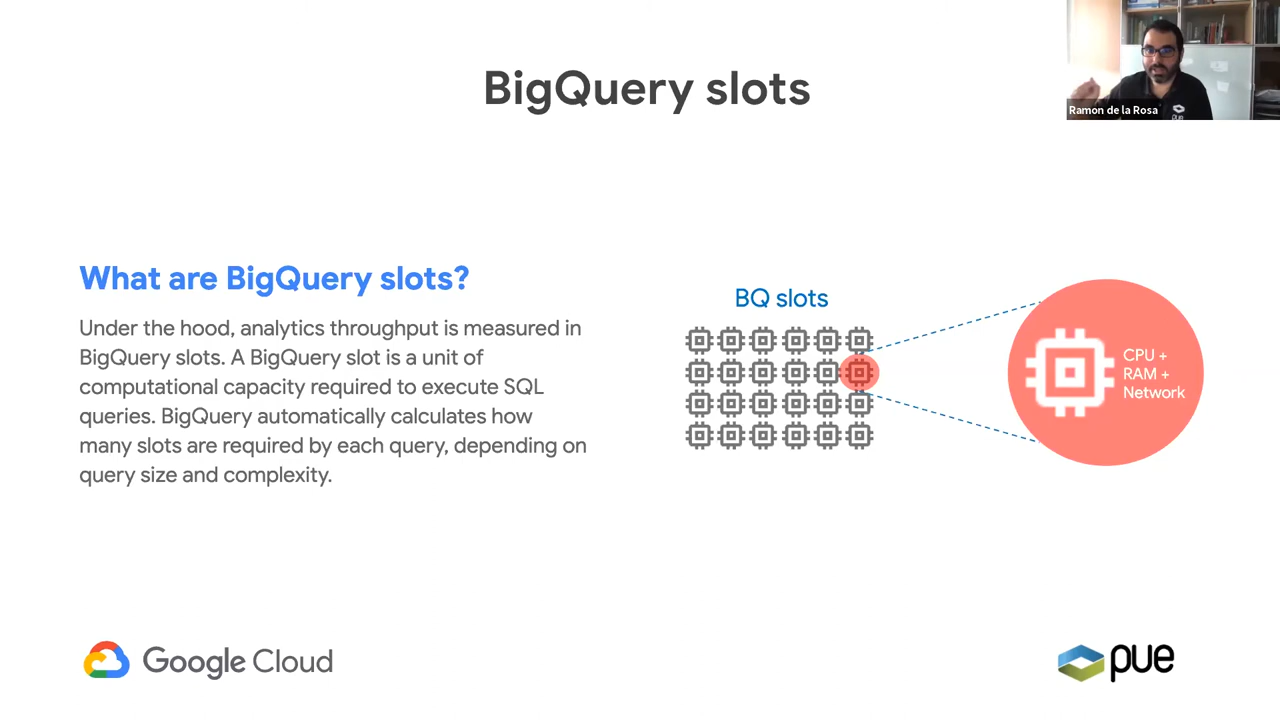 BigQuery slots
Ramon de la Rosa
pue
What are BigQuery slots?
Under the hood, analytics throughput is measured in
BigQuery slots. A BigQuery slot is a unit of
computational capacity required to execute SQL
queries. BigQuery automatically calculates how
many slots are required by each query, depending on
query size and complexity.
BQ slots
CPU +
RAM +
Network
Google Cloud
pue